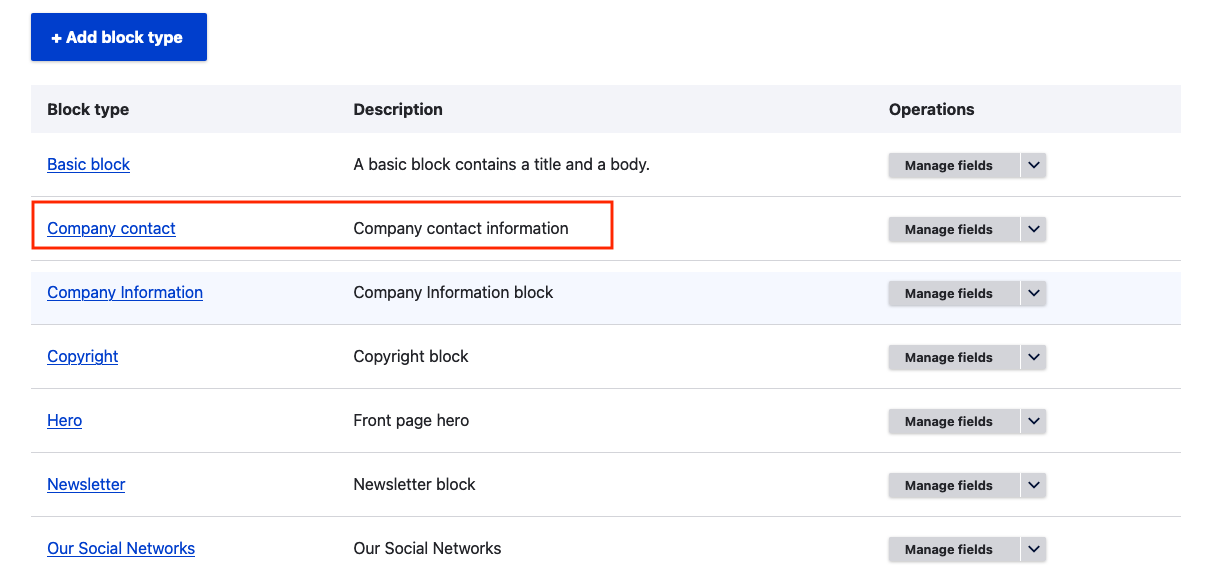 + Add block type
Block type Description Operations
Basic block A basic block contains a title and a body. Manage fields
Company contact Company contact information Manage fields
Company Information Company Information block Manage fields
Copyright Copyright block Manage fields
Hero Front page hero Manage fields
Newsletter Newsletter block Manage fields
Our Social Networks Our Social Networks Manage fields